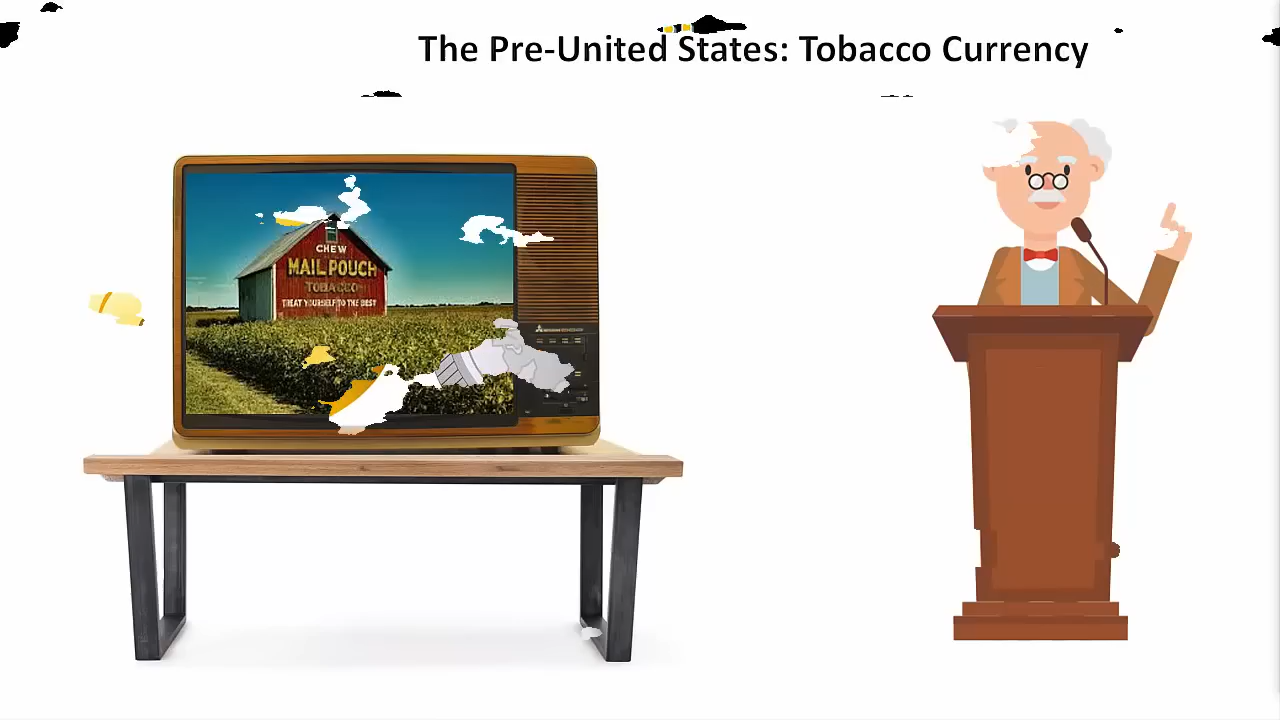 The Pre-United States: Tobacco Currency
CHEW
MAIL POUCH
TOBACCO
TREAT YOURSELF TO THE BEST